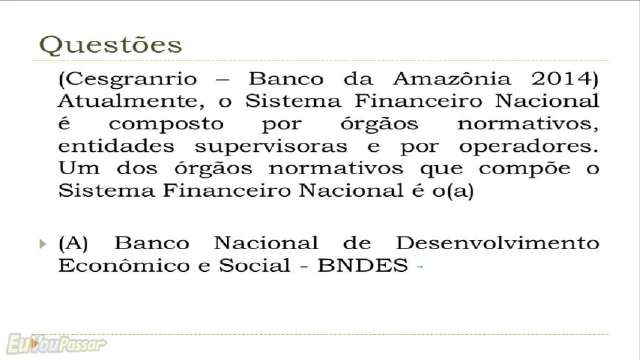 Questões
(Cesgranrio – Banco da Amazônia 2014)
Atualmente, o Sistema Financeiro Nacional
é composto por órgãos normativos,
entidades supervisoras e por operadores.
Um dos órgãos normativos que compõe o
Sistema Financeiro Nacional é o(a)
(A) Banco Nacional de Desenvolvimento
Econômico e Social - BNDES
EuVouPassar